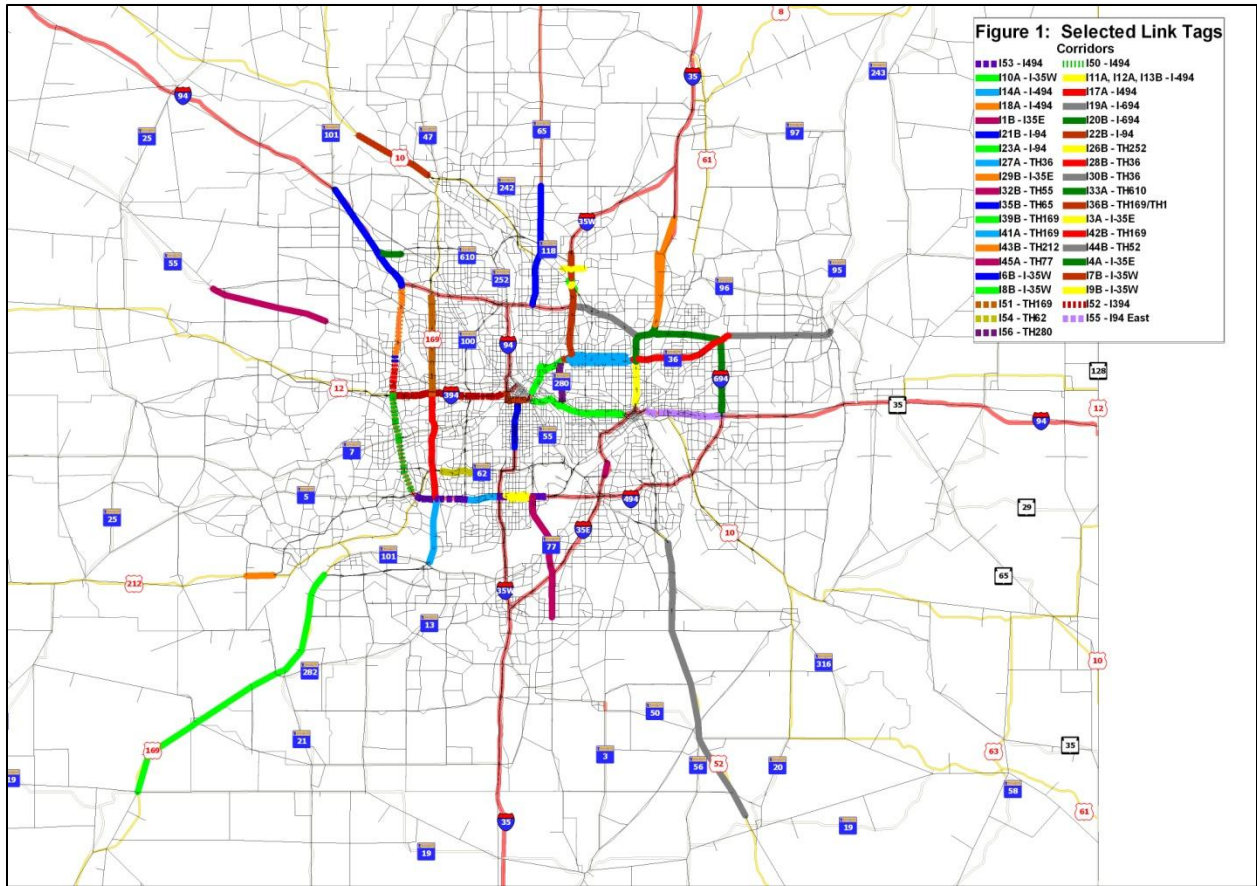 Figure 1: Selected Link Tags
Corridors
I53 - I494 I50 - I494
I10A - I-35W I11A, I12A, I13B - I-494
I14A - I-494 I17A - I494
I18A - I494 I19A - I-694
I1B - I35E I20B - I-694
I21B - I-94 I22B - I-94
I23A - I-94 I26B - TH252
I27A - TH36 I28B - TH36
I29B - I-35E I30B - TH36
I32B - TH55 I33A - TH610
I35B - TH65 I36B - TH169/TH1
I39B - TH169 I3A - I-35E
I41A - TH169 I42B - TH169
I43B - TH212 I44B - TH52
I45A - TH77 I4A - I-35E
I6B - I-35W I7B - I-35W
I8B - I-35W I9B - I-35W
I51 - TH169 I52 - I394
I54 - TH62 I55 - I94 East
I56 - TH280
8
35
243
94
101
25
47
65
97
10
61
242
35W
55
610
118
252
95
96
169
100
94
36
694
280
12
394
128
12
35
94
55
7
62
5
494
25
29
10
35E
101
77
212
65
35W
13
10
282
316
50
21
169
3
56
52
20
63
35
19
58
61
35
19
19